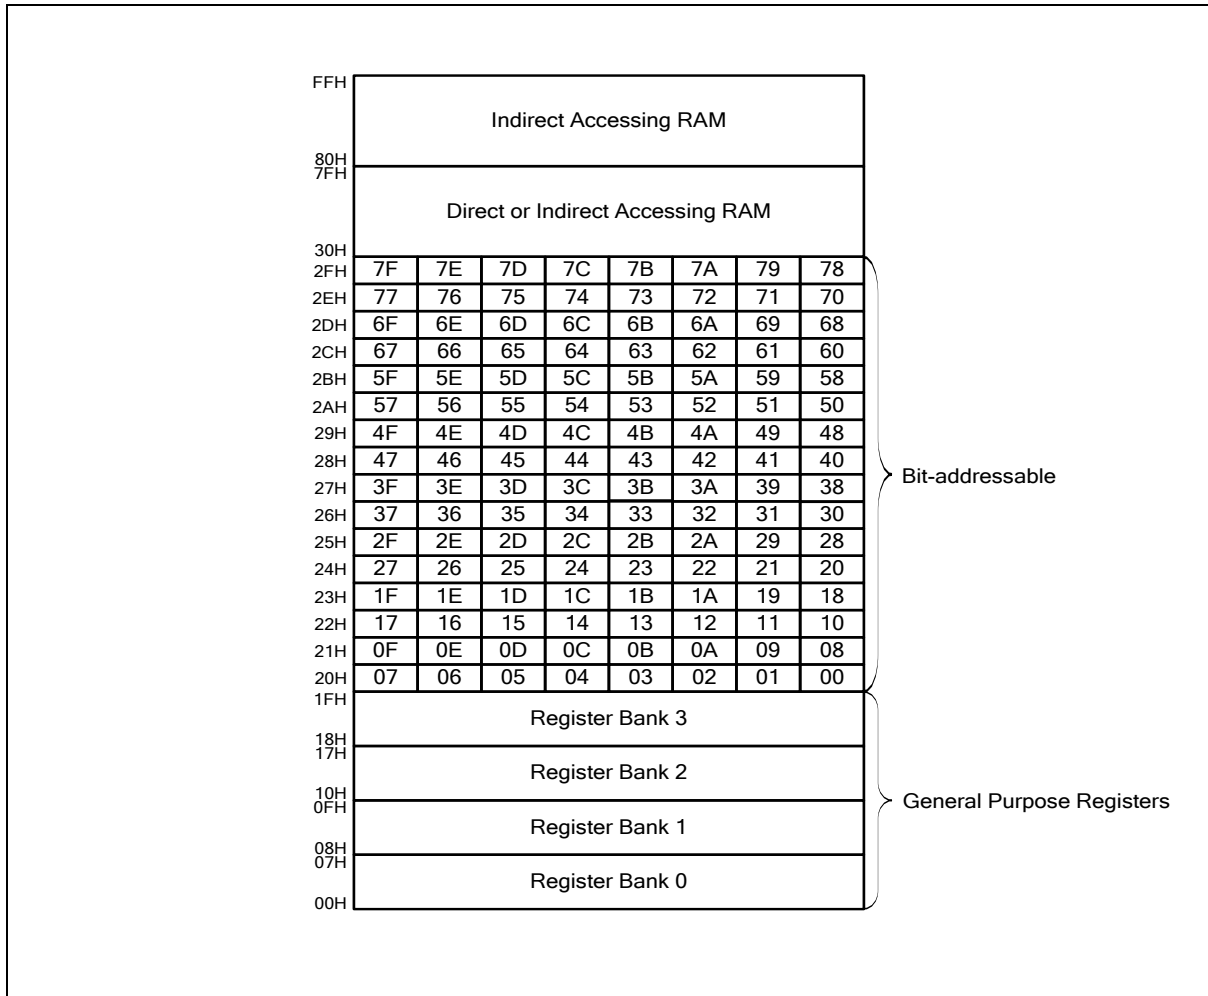 FFH
Indirect Accessing RAM
80H
7FH
Direct or Indirect Accessing RAM
30H
2FH 7F 7E 7D 7C 7B 7A 79 78
2EH 77 76 75 74 73 72 71 70
2DH 6F 6E 6D 6C 6B 6A 69 68
2CH 67 66 65 64 63 62 61 60
2BH 5F 5E 5D 5C 5B 5A 59 58
2AH 57 56 55 54 53 52 51 50
29H 4F 4E 4D 4C 4B 4A 49 48
28H 47 46 45 44 43 42 41 40
Bit-addressable
27H 3F 3E 3D 3C 3B 3A 39 38
26H 37 36 35 34 33 32 31 30
25H 2F 2E 2D 2C 2B 2A 29 28
24H 27 26 25 24 23 22 21 20
23H 1F 1E 1D 1C 1B 1A 19 18
22H 17 16 15 14 13 12 11 10
21H 0F 0E 0D 0C 0B 0A 09 08
20H 07 06 05 04 03 02 01 00
1FH
Register Bank 3
18H
17H
Register Bank 2
10H
0FH
General Purpose Registers
Register Bank 1
08H
07H
Register Bank 0
00H